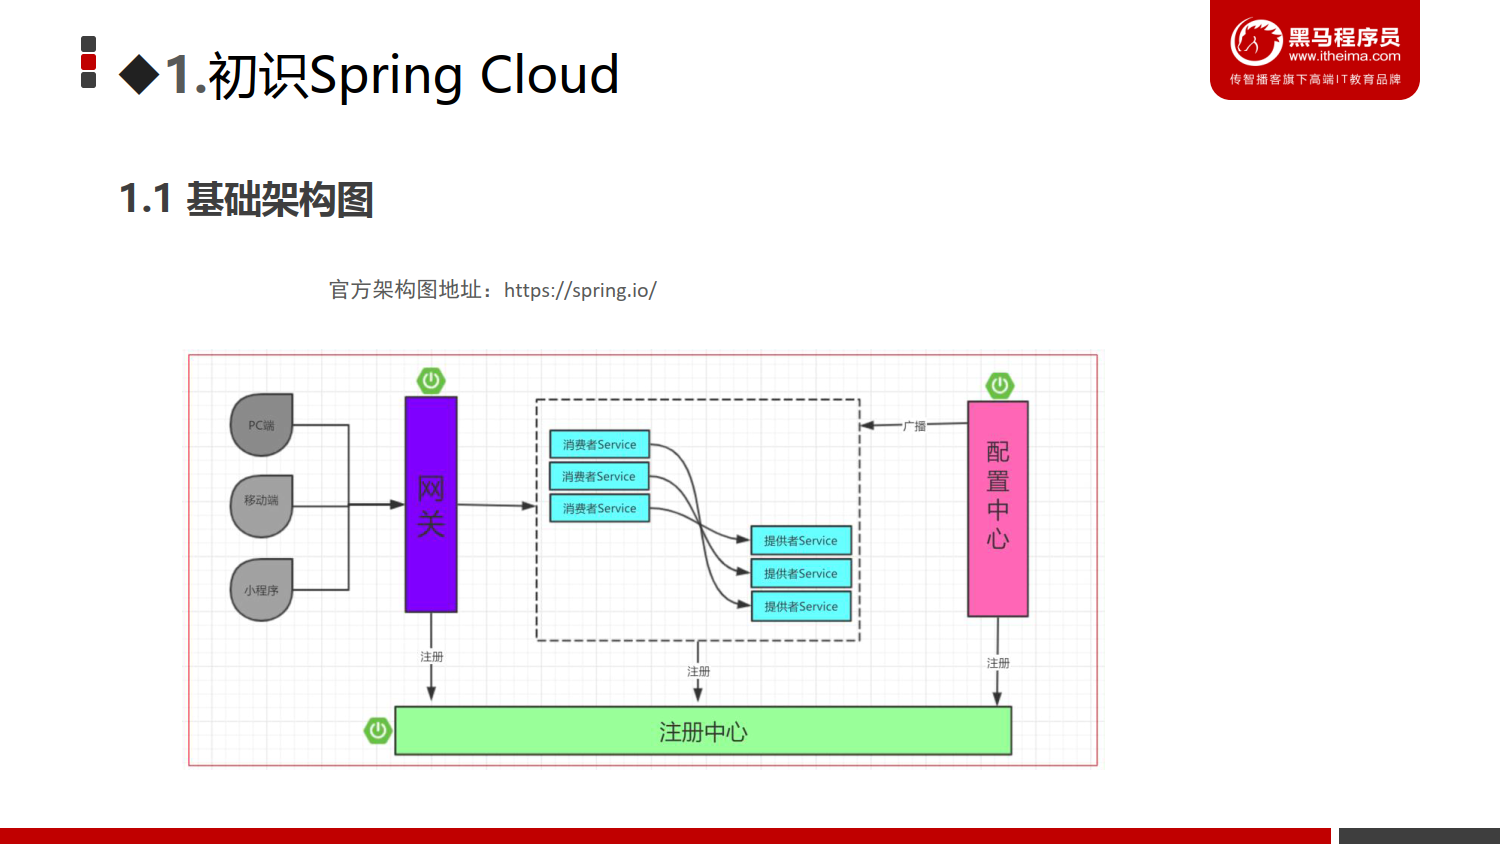 ◆1.初识Spring Cloud
黑马程序员
www.itheima.com
传智播客旗下高端IT教育品牌
1.1 基础架构图
官方架构图地址：https://spring.io/
PC端
移动端
小程序
网关
消费者Service
消费者Service
消费者Service
提供者Service
提供者Service
提供者Service
广播
配置中心
注册
注册
注册
注册中心